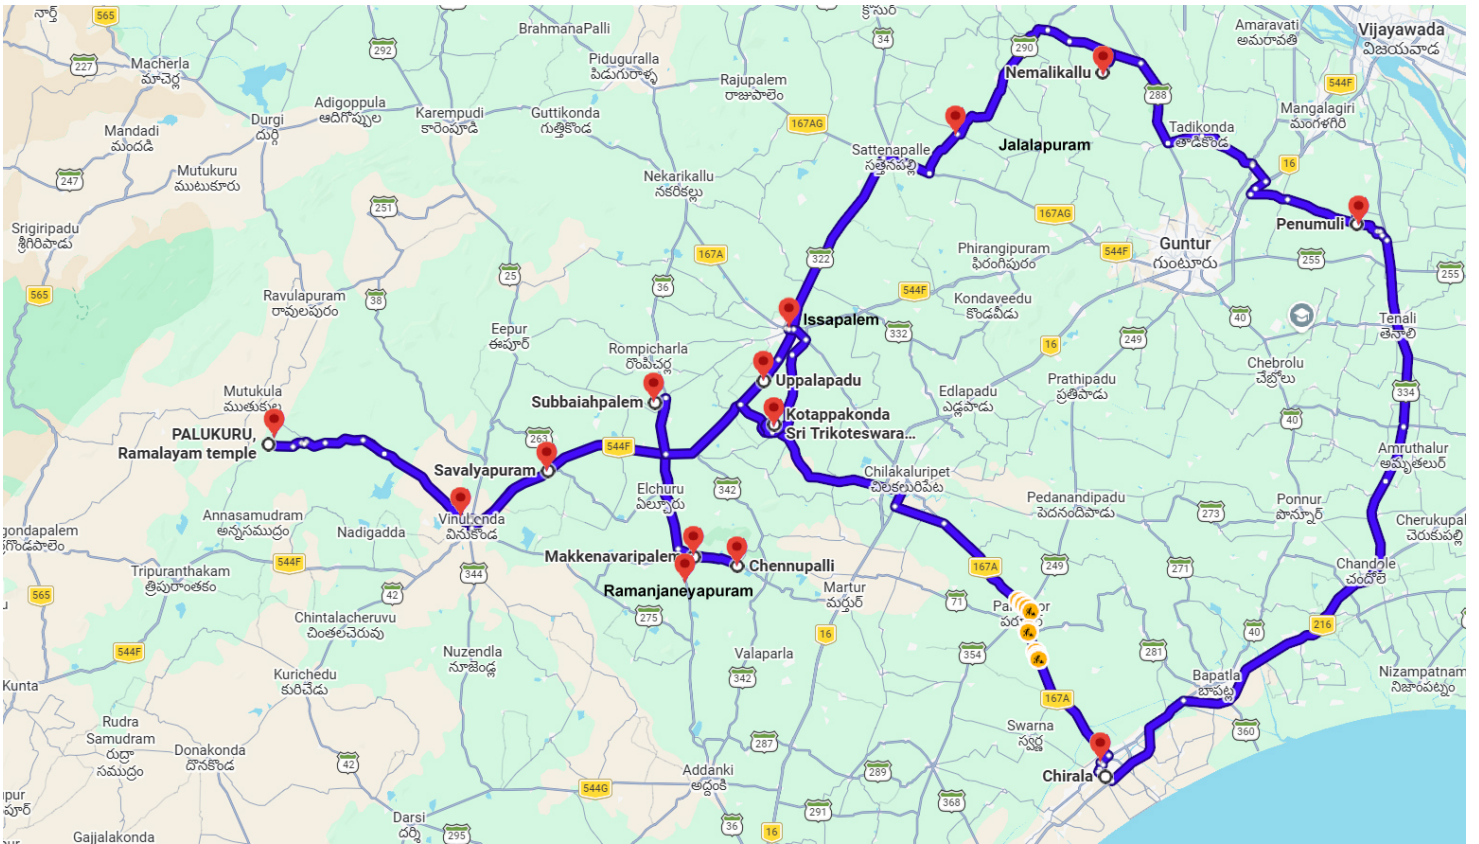 నార్త్
565
BrahmanaPalli
క్రోసూర్
Amaravati
అమరావతి
Vijayawada
విజయవాడ
292
34
290
Macherla
మాచెర్ల
227
Piduguralla
పిడుగురాళ్ళ
Rajupalem
రాజుపాలెం
Nemalikallu
544F
288
Adigoppula
ఆదిగొప్పుల
Karempudi
కారెంపూడి
Guttikonda
గుత్తికొండ
Durgi
దుర్గి
Mandadi
మందడి
167AG
Mangalagiri
మంగళగిరి
Tadikonda
తాడికొండ
Jalalapuram
Sattenapalle
సత్తెనపల్లి
16
Mutukuru
ముటుకూరు
247
Nekarikallu
నకరికల్లు
251
167AG
Penumuli
Srigiripadu
శ్రీగిరిపాడు
167A
322
Phirangipuram
ఫిరంగిపురం
544F
Guntur
గుంటూరు
255
255
25
36
565
Ravulapuram
రావులపురం
38
544F
Kondaveedu
కొండవీడు
Issapalem
332
40
249
Tenali
తెనాలి
Eepur
ఈపూర్
Rompicharla
రొంపిచర్ల
16
Chebrolu
చేబ్రోలు
Uppalapadu
Prathipadu
ప్రతిపాడు
Edlapadu
ఎడ్లపాడు
334
Mutukula
ముతుకుల
Subbaiahpalem
Kotappakonda
Sri Trikoteswara...
40
PALUKURU,
Ramalayam temple
263
544F
Amruthalur
అమృతలుర్
Savalyapuram
Chilakaluripet
చిలకలూరిపేట
Elchuru
ఎల్చూరు
342
Pedanandipadu
పెదనందిపాడు
Ponnur
పొన్నూర్
273
Annasamudram
అన్నసముద్రం
Nadigadda
Vinukonda
వినుకొండ
Cherukupal
చెరుకుపల్లి
gondapalem
Makkenavaripalem
Chennupalli
Tripuranthakam
త్రిపురాంతకం
544F
344
167A
249
271
Chandole
చందోలే
Ramanjaneyapuram
Martur
మార్టుర్
565
42
71
275
Chintalacheruvu
చింతలచెరువు
16
216
40
544F
Nuzendla
నూజెండ్ల
Valaparla
354
281
342
Kunta
Kurichedu
కురిచేడు
167A
Bapatla
బాపట్ల
Nizampatnam
నిజాంపట్నం
Rudra
Samudram
రుద్రా
సముద్రం
Donakonda
దొనకొండ
Swarna
స్వర్ణ
287
360
42
Addanki
అద్దంకి
289
Chirala
544G
368
291
Darsi
దర్శి
295
36
16
Gajjalakonda